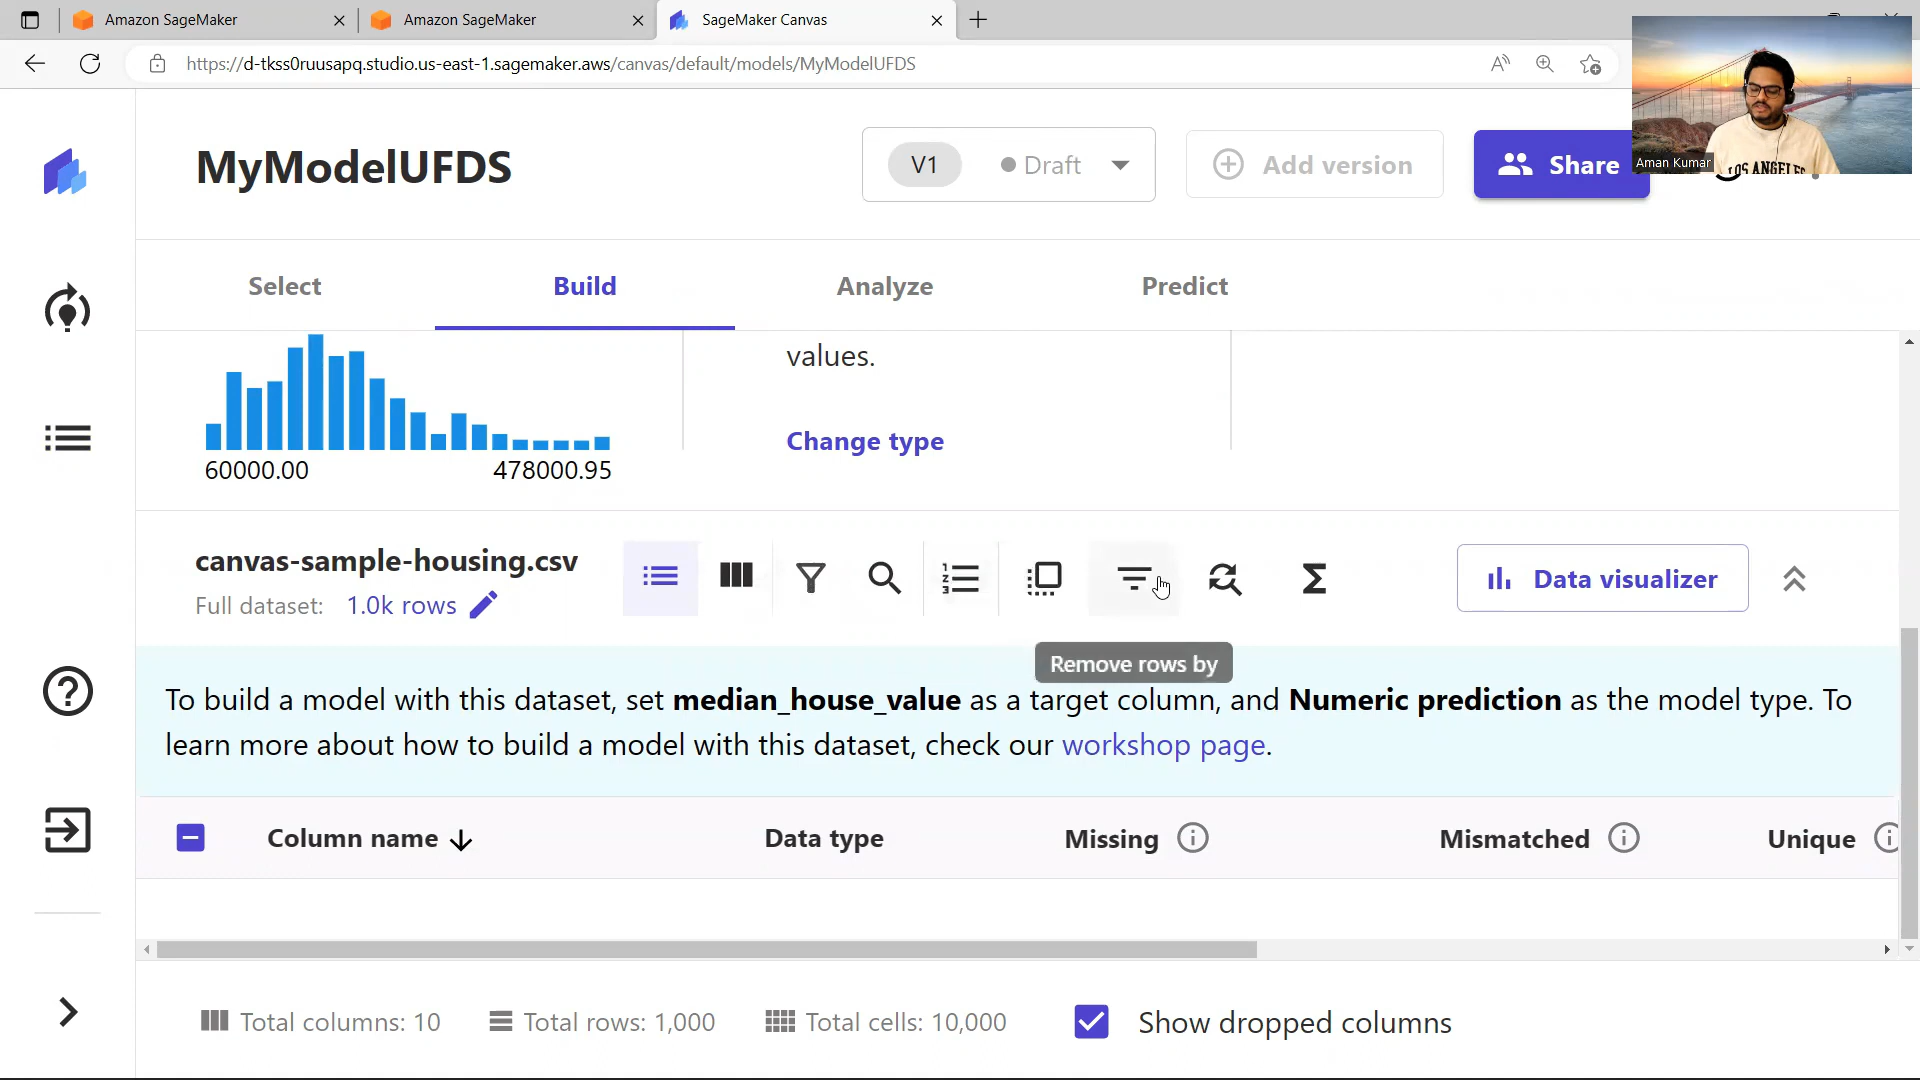 Amazon SageMaker
Amazon SageMaker
SageMaker Canvas
https://d-tkss0ruusapq.studio.us-east-1.sagemaker.aws/canvas/default/models/MyModelUFDS
MyModelUFDS
V1
Draft
Add version
Share
Aman Kumar
LOS ANGELES
Select
Build
Analyze
Predict
values.
Change type
60000.00
478000.95
canvas-sample-housing.csv
Full dataset: 1.0k rows
Data visualizer
Remove rows by
To build a model with this dataset, set median_house_value as a target column, and Numeric prediction as the model type. To
learn more about how to build a model with this dataset, check our workshop page.
Column name
Data type
Missing
Mismatched
Unique
Total columns: 10
Total rows: 1,000
Total cells: 10,000
Show dropped columns